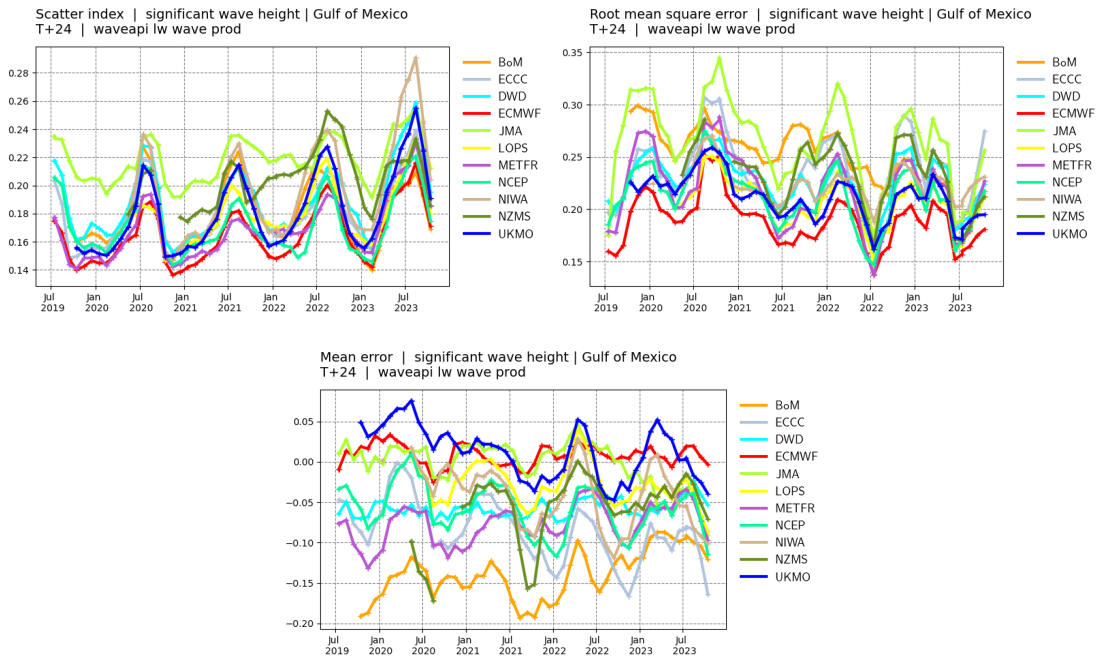 Scatter index | significant wave height | Gulf of Mexico
T+24 | waveapi lw wave prod
0.28
0.26
0.24
0.22
0.20
0.18
0.16
0.14
Jul 2019
Jan 2020
Jul 2020
Jan 2021
Jul 2021
Jan 2022
Jul 2022
Jan 2023
Jul 2023
BoM
ECCC
DWD
ECMWF
JMA
LOPS
METFR
NCEP
NIWA
NZMS
UKMO
Root mean square error | significant wave height | Gulf of Mexico
T+24 | waveapi lw wave prod
0.35
0.30
0.25
0.20
0.15
Jul 2019
Jan 2020
Jul 2020
Jan 2021
Jul 2021
Jan 2022
Jul 2022
Jan 2023
Jul 2023
BoM
ECCC
DWD
ECMWF
JMA
LOPS
METFR
NCEP
NIWA
NZMS
UKMO
Mean error | significant wave height | Gulf of Mexico
T+24 | waveapi lw wave prod
0.05
0.00
−0.05
−0.10
−0.15
−0.20
Jul 2019
Jan 2020
Jul 2020
Jan 2021
Jul 2021
Jan 2022
Jul 2022
Jan 2023
Jul 2023
BoM
ECCC
DWD
ECMWF
JMA
LOPS
METFR
NCEP
NIWA
NZMS
UKMO